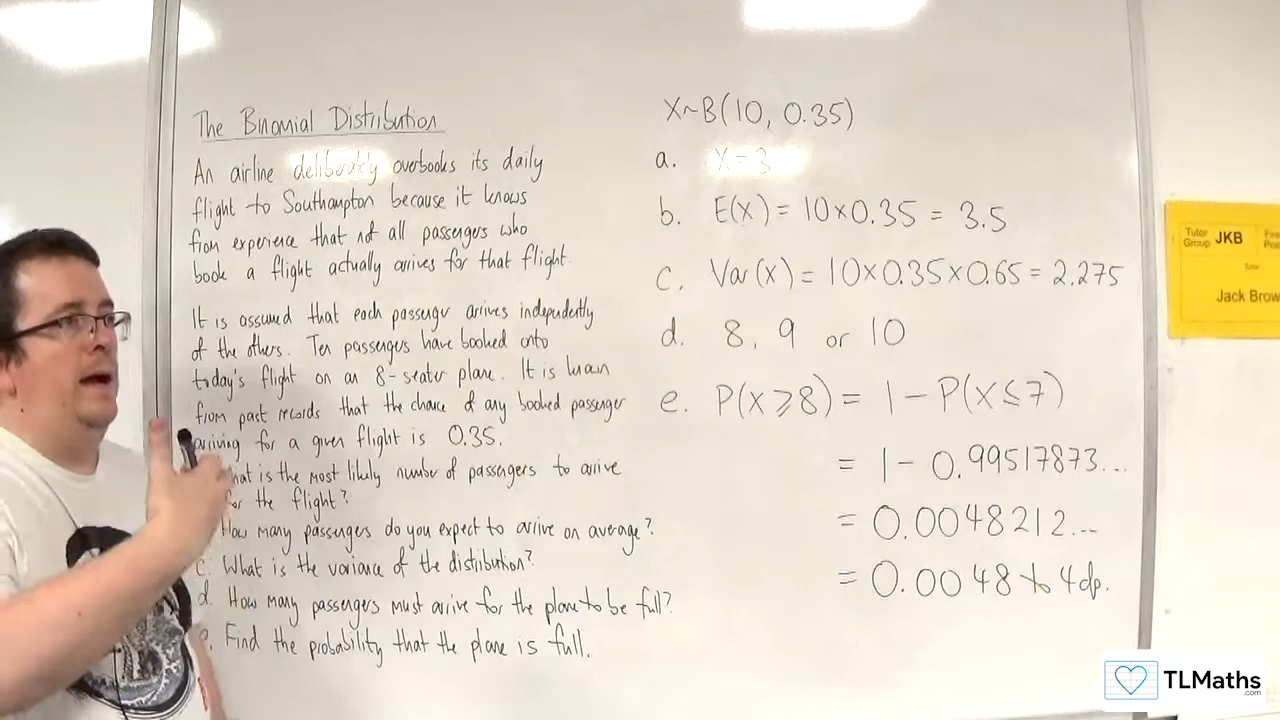 The Binomial Distribution
An airline deliberately overbooks its daily
flight to Southampton because it knows
from experience that not all passengers who
book a flight actually arrives for that flight.
It is assumed that each passenger arrives independently
of the others. Ten passengers have booked onto
today's flight on an 8-seater plane. It is known
from past records that the chance of any booked passenger
arriving for a given flight is 0.35.
hat is the most likely number of passengers to arrive
for the flight?
How many passengers do you expect to arrive on average?
c. What is the variance of the distribution?
d. How many passengers must arrive for the plane to be full?
e. Find the probability that the plane is full.
X~B(10, 0.35)
a. X=3
b. E(X) = 10×0.35 = 3.5
c. Var(X) = 10×0.35×0.65 = 2.275
d. 8, 9 or 10
e. P(X⩾8) = 1 - P(X≤7)
= 1 - 0.99517873...
= 0.0048212...
= 0.0048 to 4dp.
Tutor
Group JKB
Jack Brow
TLMaths
.com